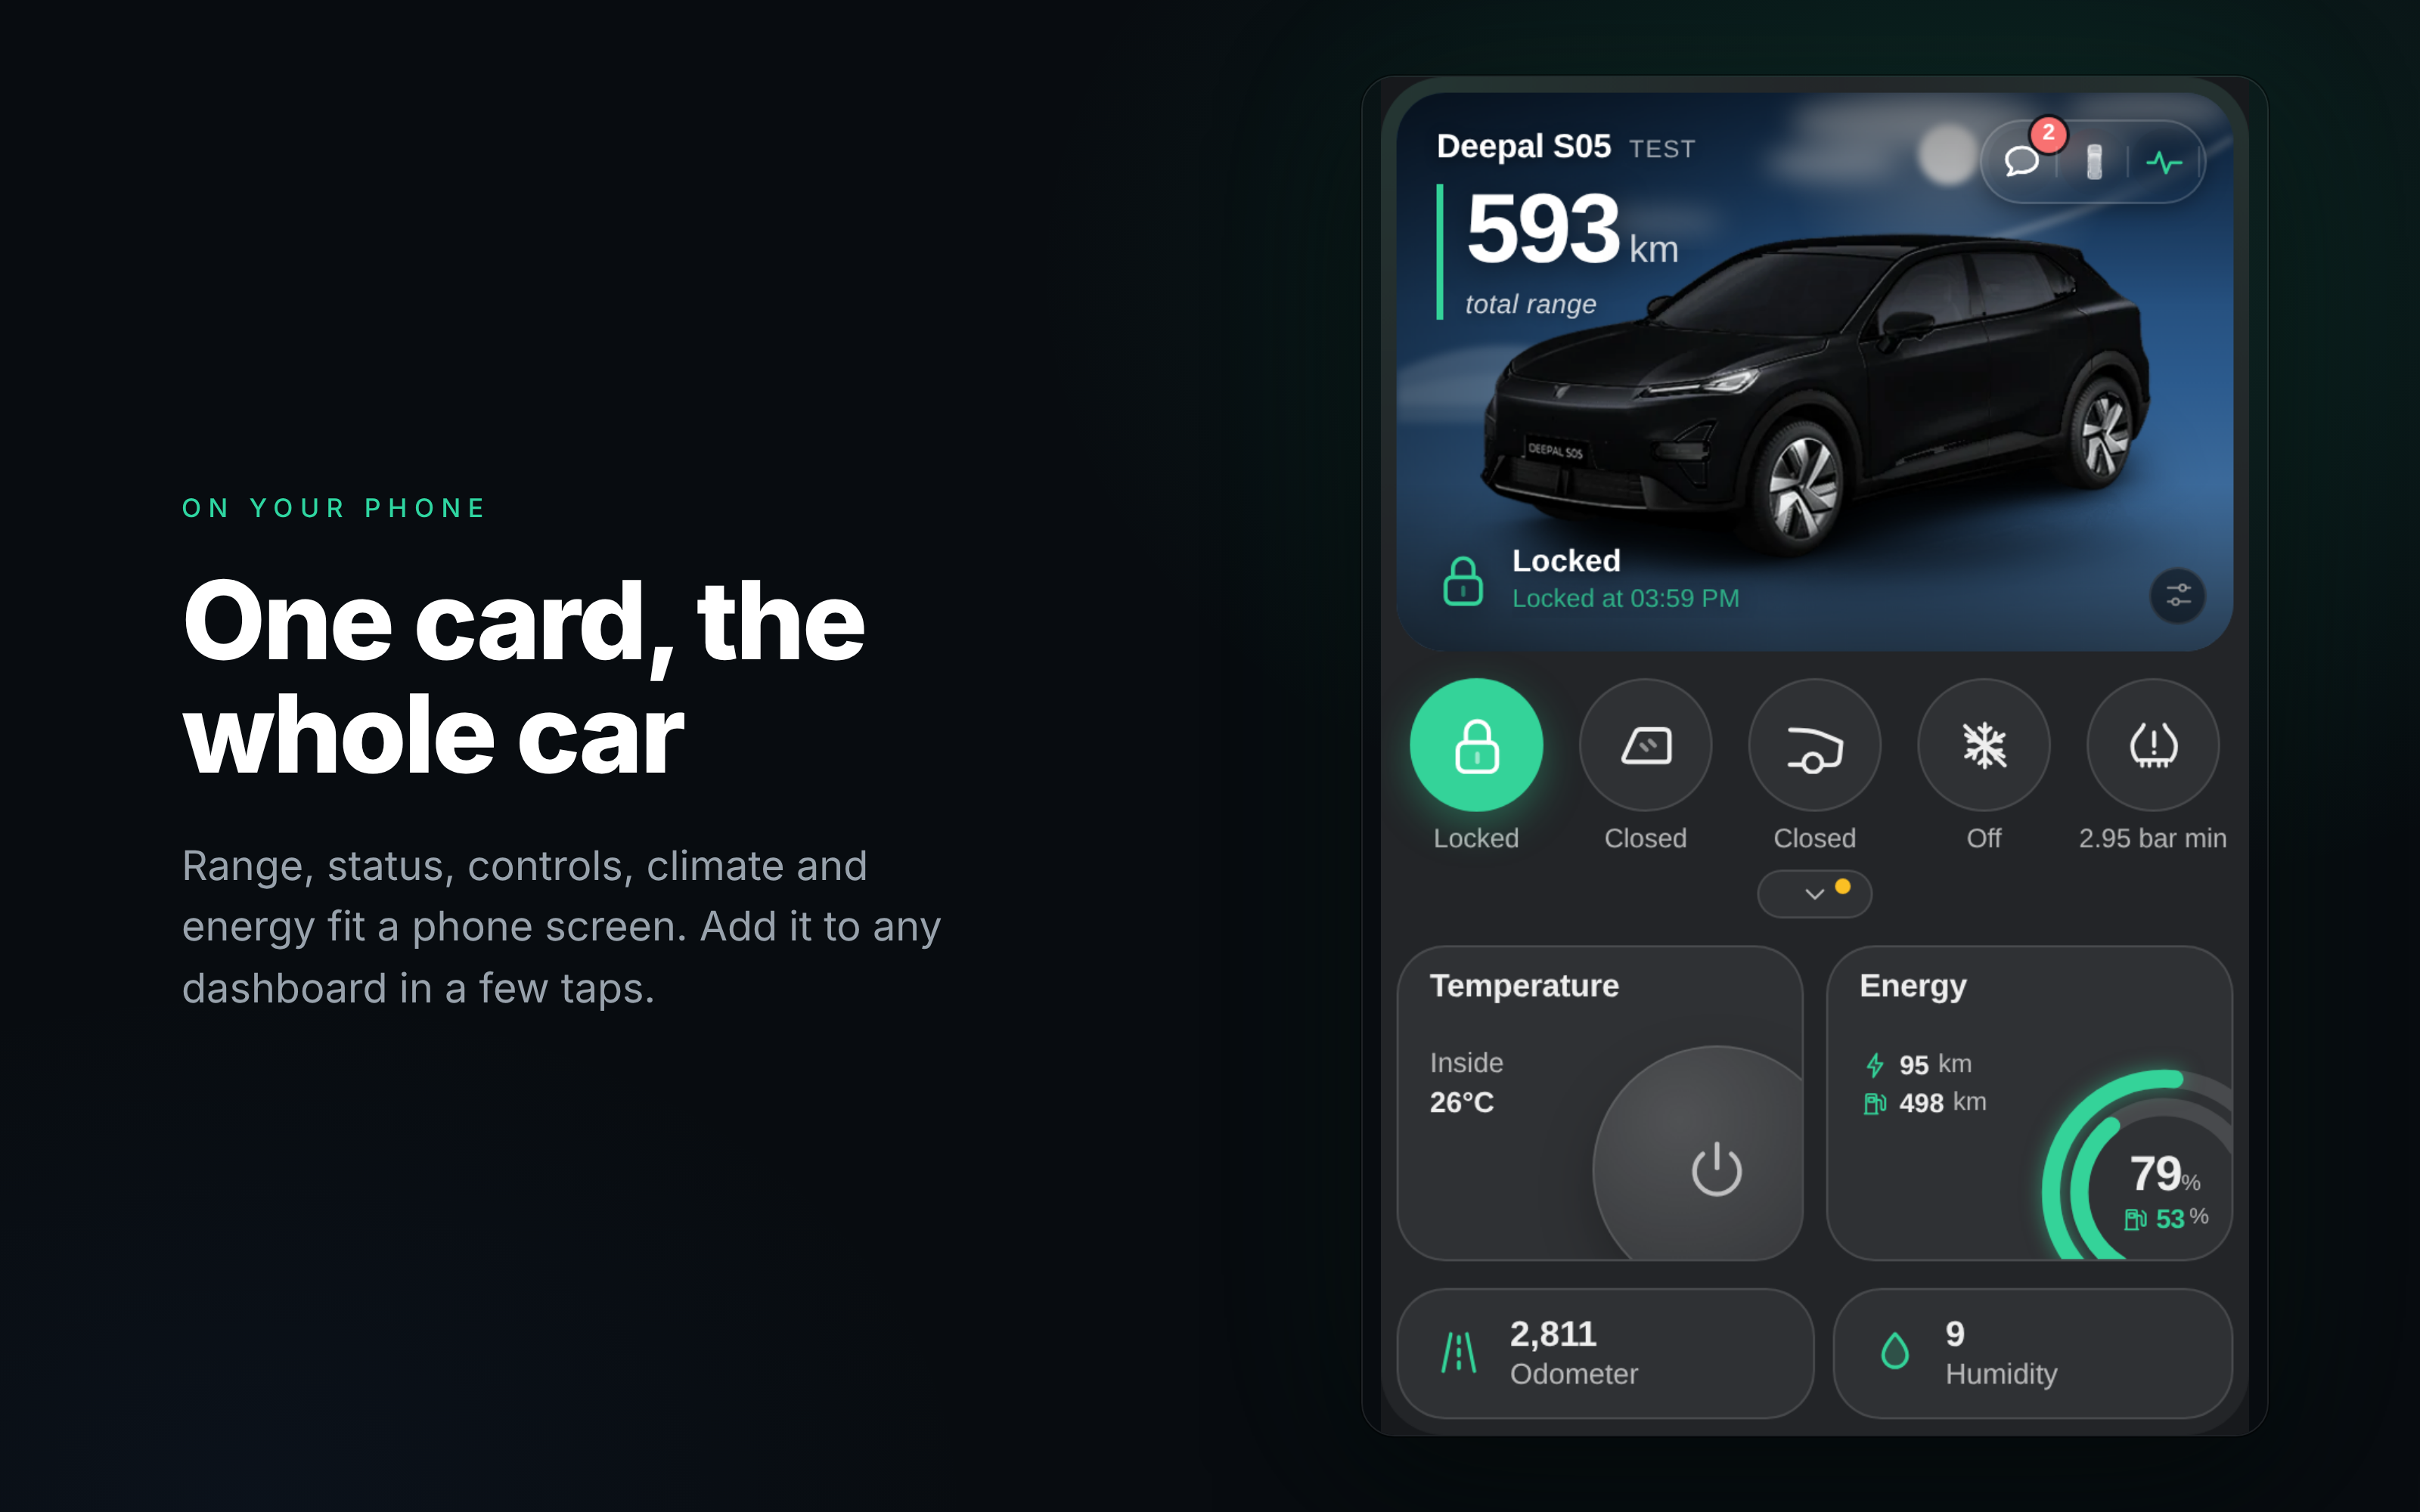 ON YOUR PHONE
One card, the
whole car
Range, status, controls, climate and
energy fit a phone screen. Add it to any
dashboard in a few taps.
Deepal S05 TEST
2
593 km
total range
DEEPAL S05
Locked
Locked at 03:59 PM
Locked
Closed
Closed
Off
2.95 bar min
Temperature
Inside
26°C
Energy
95 km
498 km
79%
53%
2,811
Odometer
9
Humidity